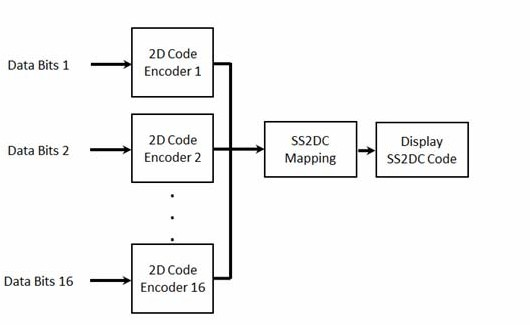 Data Bits 1
2D Code
Encoder 1
Data Bits 2
2D Code
Encoder 2
SS2DC
Mapping
Display
SS2DC Code
Data Bits 16
2D Code
Encoder 16